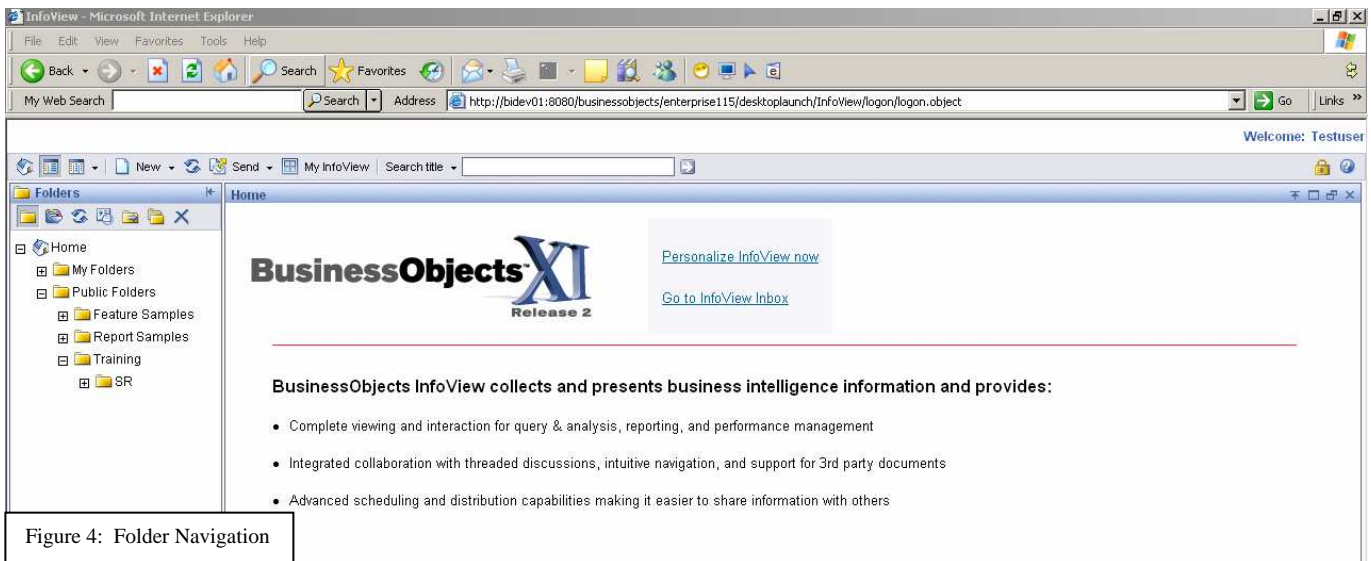 InfoView - Microsoft Internet Explorer
File Edit View Favorites Tools Help
Back Search Favorites
My Web Search Search Address http://bidev01:8080/businessobjects/enterprise115/desktoplaunch/InfoView/logon/logon.object Go Links »
Welcome: Testuser
New Send My InfoView Search title
Folders
Home
Home
My Folders
Public Folders
Feature Samples
Report Samples
Training
SR
BusinessObjects XI
Release 2
Personalize InfoView now
Go to InfoView Inbox
BusinessObjects InfoView collects and presents business intelligence information and provides:
• Complete viewing and interaction for query & analysis, reporting, and performance management
• Integrated collaboration with threaded discussions, intuitive navigation, and support for 3rd party documents
• Advanced scheduling and distribution capabilities making it easier to share information with others
Figure 4: Folder Navigation